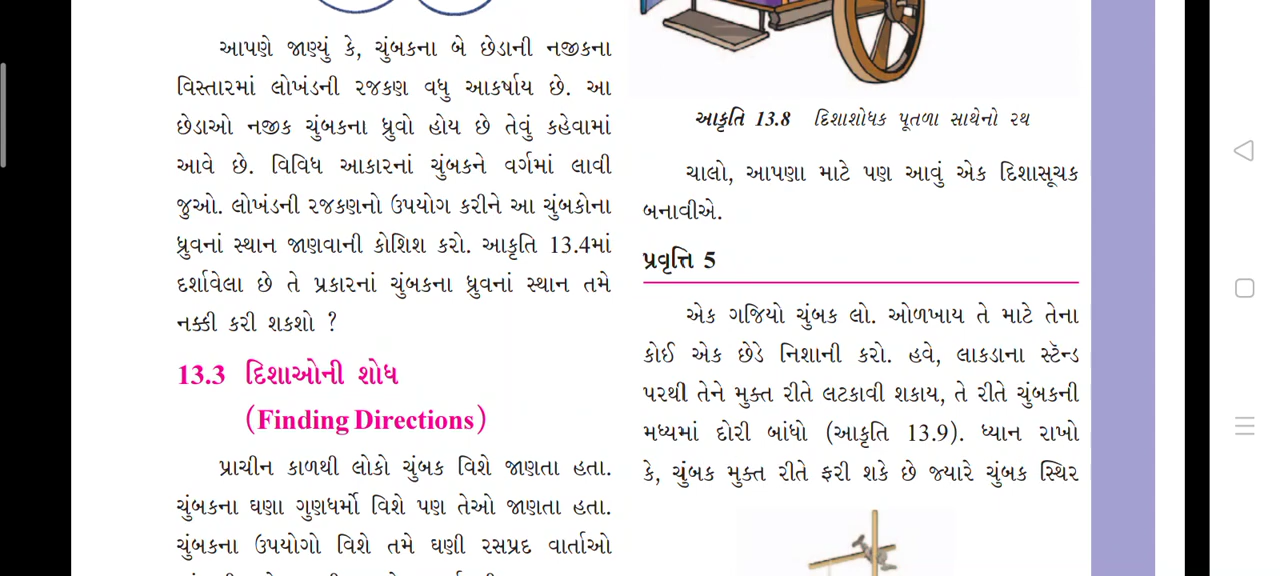 આપણે જાણ્યું કે, ચુંબકના બે છેડાની નજીકના
વિસ્તારમાં લોખંડની રજકણ વધુ આકર્ષાય છે. આ
છેડાઓ નજીક ચુંબકના ધ્રુવો હોય છે તેવું કહેવામાં
આવે છે. વિવિધ આકારનાં ચુંબકને વર્ગમાં લાવી
જુઓ. લોખંડની રજકણનો ઉપયોગ કરીને આ ચુંબકોના
ધ્રુવનાં સ્થાન જાણવાની કોશિશ કરો. આકૃતિ 13.4માં
દર્શાવેલા છે તે પ્રકારનાં ચુંબકના ધ્રુવનાં સ્થાન તમે
નક્કી કરી શકશો ?
13.3 દિશાઓની શોધ
(Finding Directions)
પ્રાચીન કાળથી લોકો ચુંબક વિશે જાણતા હતા.
ચુંબકના ઘણા ગુણધર્મો વિશે પણ તેઓ જાણતા હતા.
ચુંબકના ઉપયોગો વિશે તમે ઘણી રસપ્રદ વાર્તાઓ
આકૃતિ 13.8 દિશાશોધક પૂતળા સાથેનો રથ
ચાલો, આપણા માટે પણ આવું એક દિશાસૂચક
બનાવીએ.
પ્રવૃત્તિ 5
એક ગજિયો ચુંબક લો. ઓળખાય તે માટે તેના
કોઈ એક છેડે નિશાની કરો. હવે, લાકડાના સ્ટૅન્ડ
પરથી તેને મુક્ત રીતે લટકાવી શકાય, તે રીતે ચુંબકની
મધ્યમાં દોરી બાંધો (આકૃતિ 13.9). ધ્યાન રાખો
કે, ચુંબક મુક્ત રીતે ફરી શકે છે જ્યારે ચુંબક સ્થિર